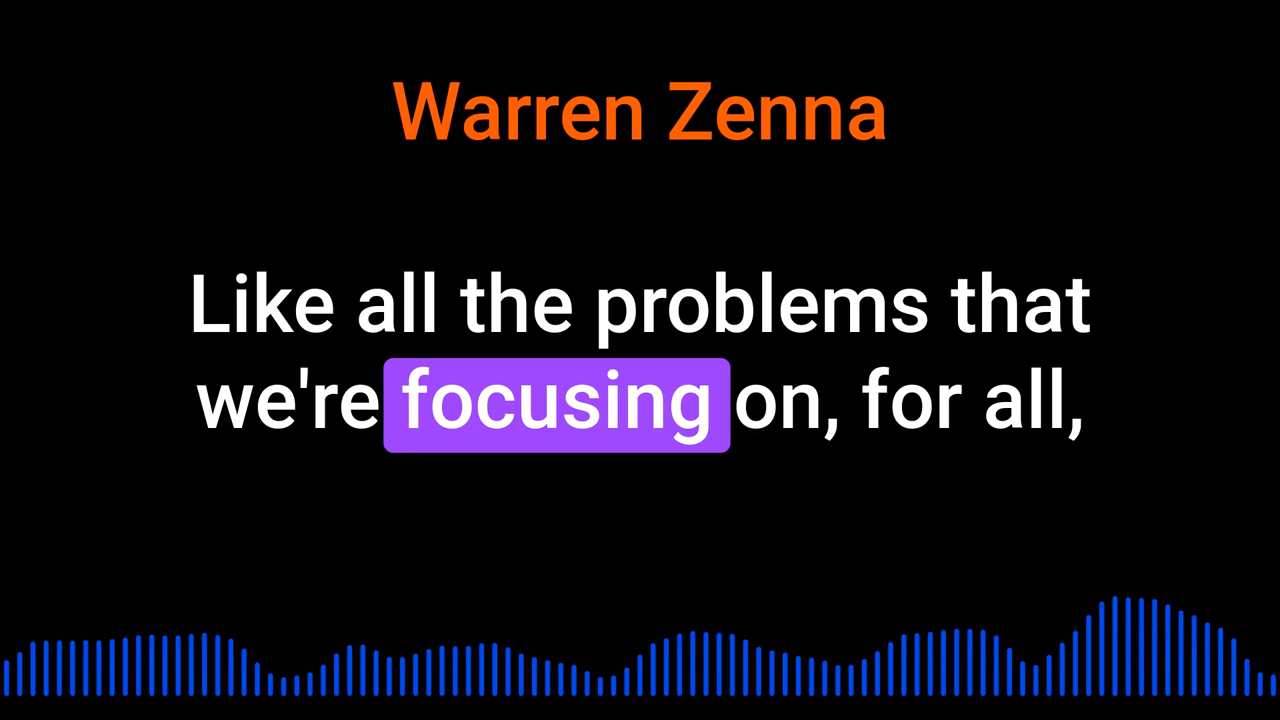 Warren Zenna
Like all the problems that
we're focusing on, for all,